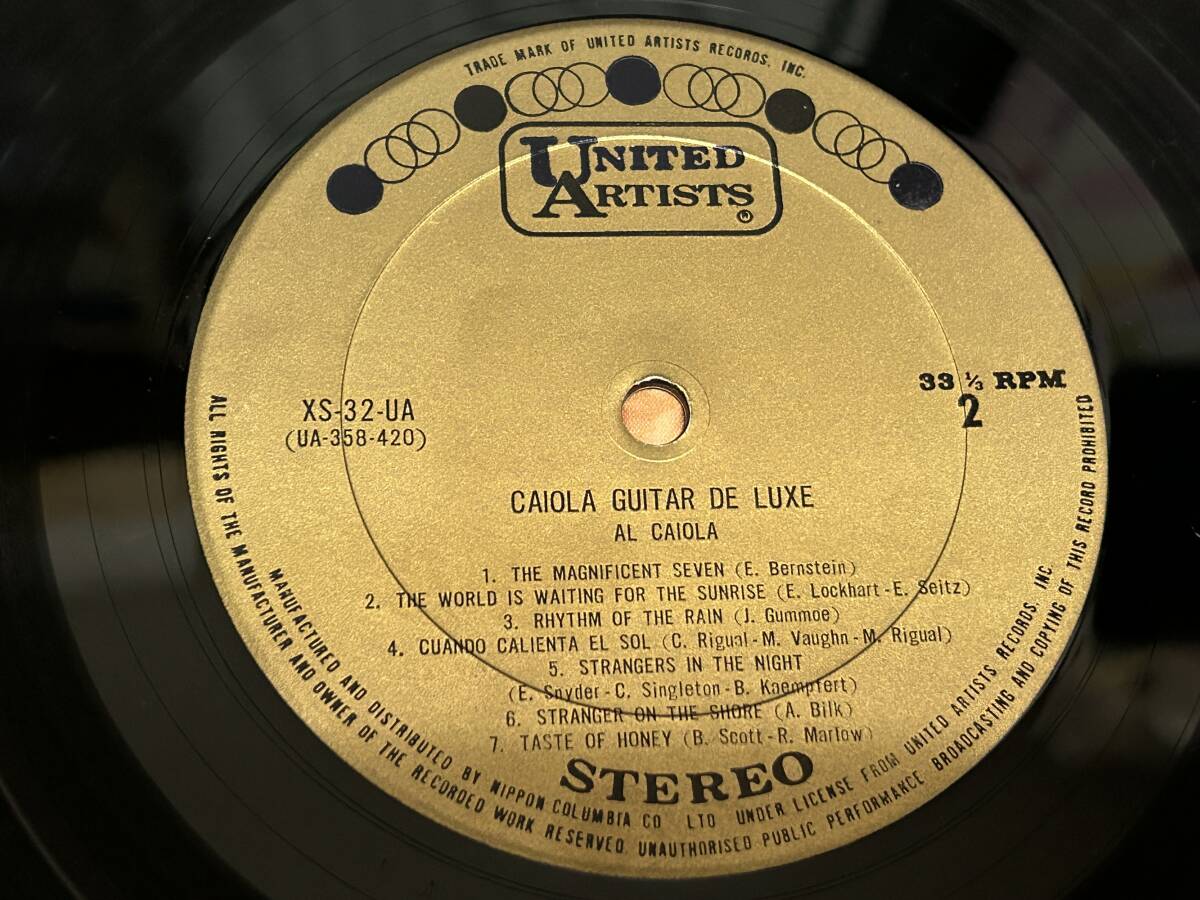 TRADE MARK OF UNITED ARTISTS RECORDS, INC.
UNITED
ARTISTS
®
33 ⅓ RPM
2
XS-32-UA
(UA-358-420)
CAIOLA GUITAR DE LUXE
AL CAIOLA
1. THE MAGNIFICENT SEVEN (E. Bernstein)
2. THE WORLD IS WAITING FOR THE SUNRISE (E. Lockhart-E. Seitz)
3. RHYTHM OF THE RAIN (J. Gummoe)
4. CUANDO CALIENTA EL SOL (C. Rigual-M. Vaughn-M. Rigual)
5. STRANGERS IN THE NIGHT
(E. Snyder-C. Singleton-B. Kaempfert)
6. STRANGER ON THE SHORE (A. Bilk)
7. TASTE OF HONEY (B. Scott-R. Marlow)
STEREO
MANUFACTURED AND DISTRIBUTED BY NIPPON COLUMBIA CO LTD UNDER LICENSE FROM UNITED ARTISTS RECORDS, INC.
ALL RIGHTS OF THE MANUFACTURER AND OWNER OF THE RECORDED WORK RESERVED. UNAUTHORISED PUBLIC PERFORMANCE BROADCASTING AND COPYING OF THIS RECORD PROHIBITED